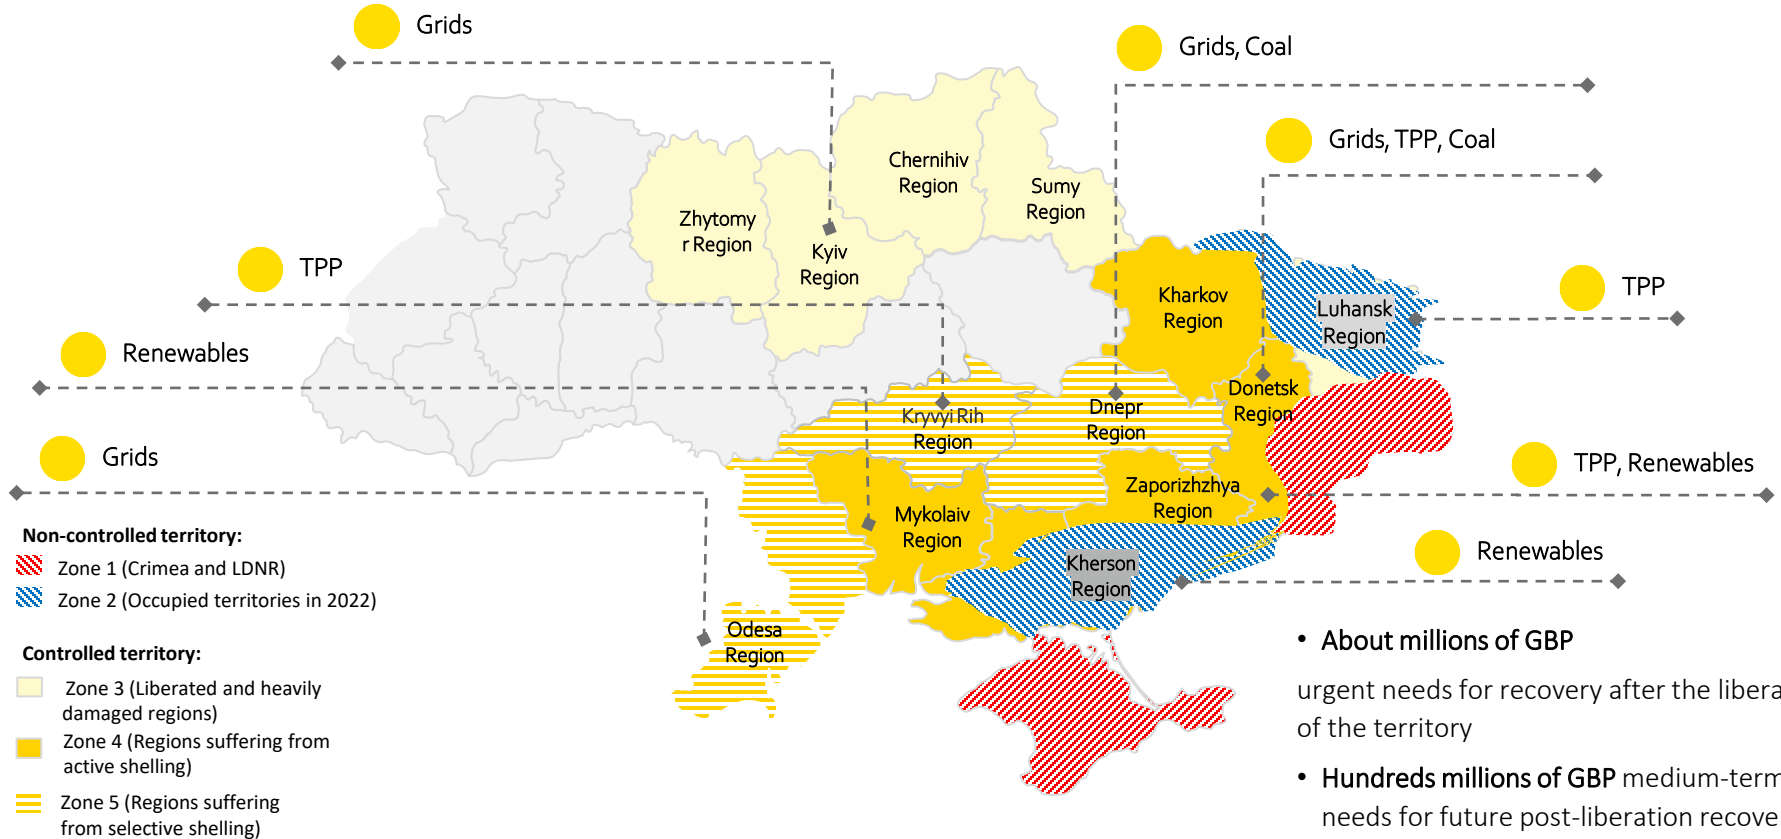 Grids
Grids, Coal
Grids, TPP, Coal
Chernihiv
Region
Sumy
Region
Zhytomy
r Region
Kyiv
Region
TPP
Kharkov
Region
TPP
Luhansk
Region
Renewables
Donetsk
Region
Kryvyi Rih
Region
Dnepr
Region
Grids
TPP, Renewables
Zaporizhzhya
Region
Mykolaiv
Region
Renewables
Kherson
Region
Odesa
Region
Non-controlled territory:
Zone 1 (Crimea and LDNR)
Zone 2 (Occupied territories in 2022)
Controlled territory:
Zone 3 (Liberated and heavily
damaged regions)
Zone 4 (Regions suffering from
active shelling)
Zone 5 (Regions suffering
from selective shelling)
• About millions of GBP
urgent needs for recovery after the libera
of the territory
• Hundreds millions of GBP medium-term
needs for future post-liberation recove